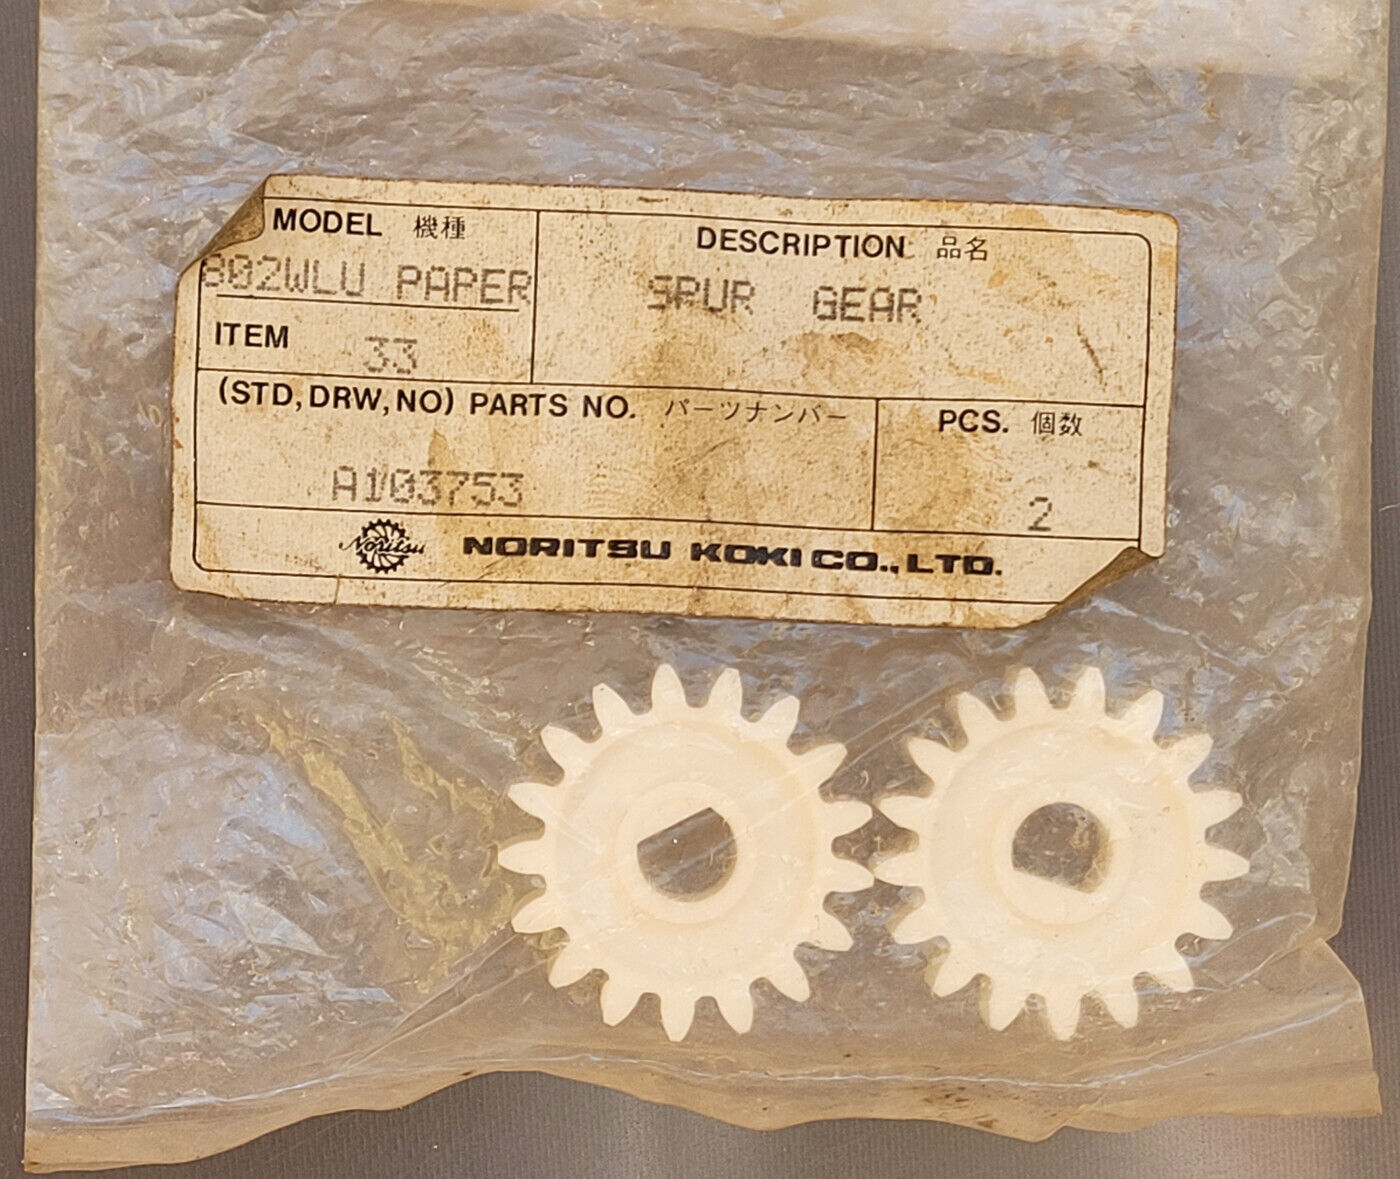 MODEL 機種
802WLU PAPER
DESCRIPTION 品名
SPUR GEAR
ITEM 33
(STD,DRW,NO) PARTS NO. パーツナンバー
A103753
PCS. 個数
2
Noritsu NORITSU KOKI CO., LTD.